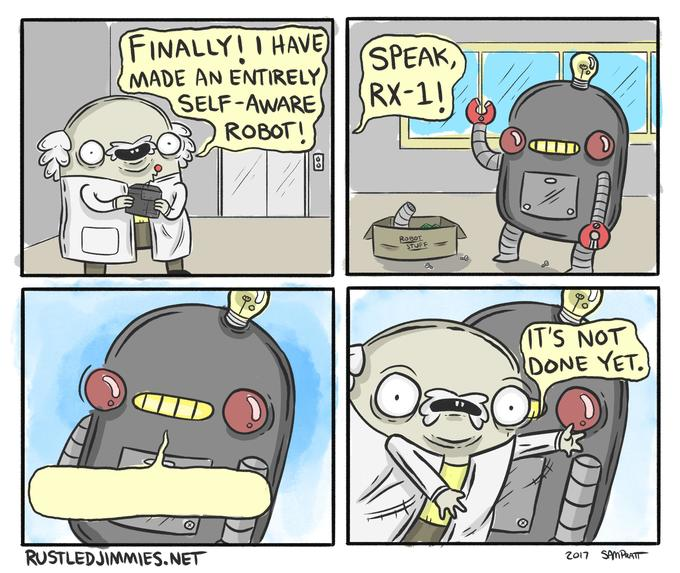 FINALLY! I HAVE
MADE AN ENTIRELY
SELF-AWARE
ROBOT!
SPEAK,
RX-1!
ROBOT
STUFF
IT'S NOT
DONE YET.
RUSTLEDJIMMIES.NET
2017 SAMPRATT